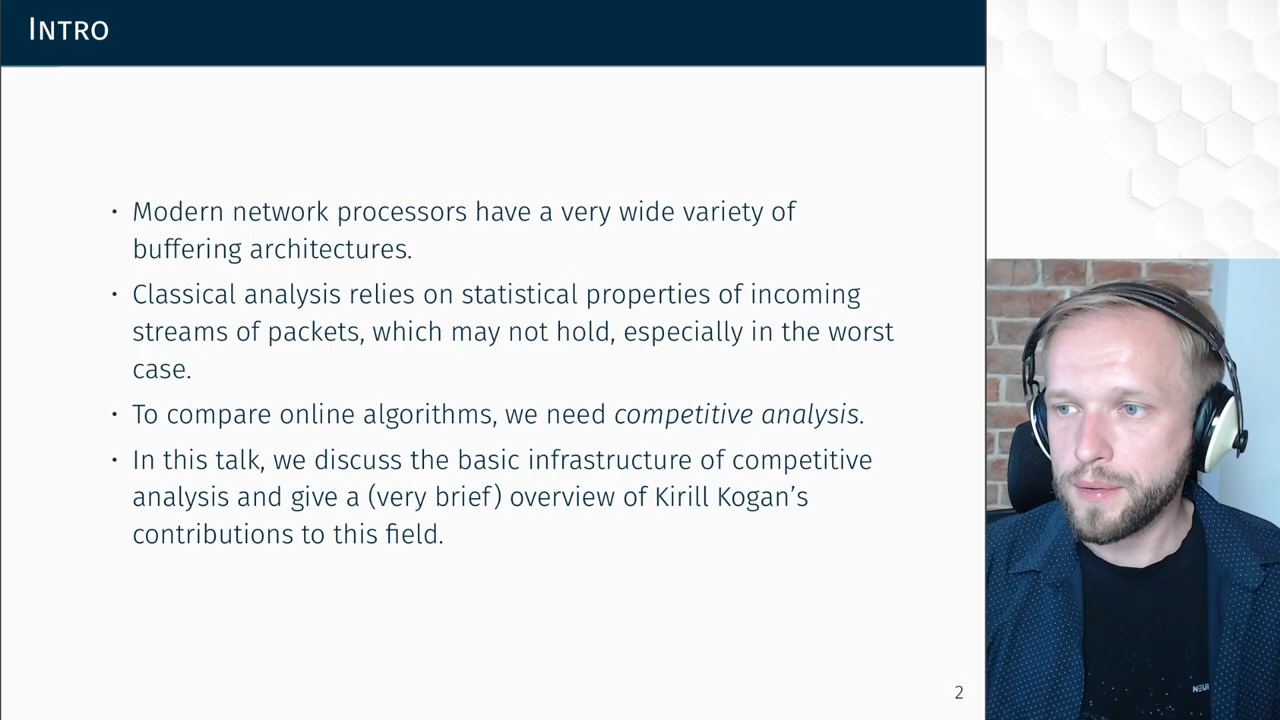 Intro
• Modern network processors have a very wide variety of
buffering architectures.
• Classical analysis relies on statistical properties of incoming
streams of packets, which may not hold, especially in the worst
case.
• To compare online algorithms, we need competitive analysis.
• In this talk, we discuss the basic infrastructure of competitive
analysis and give a (very brief) overview of Kirill Kogan’s
contributions to this field.
2